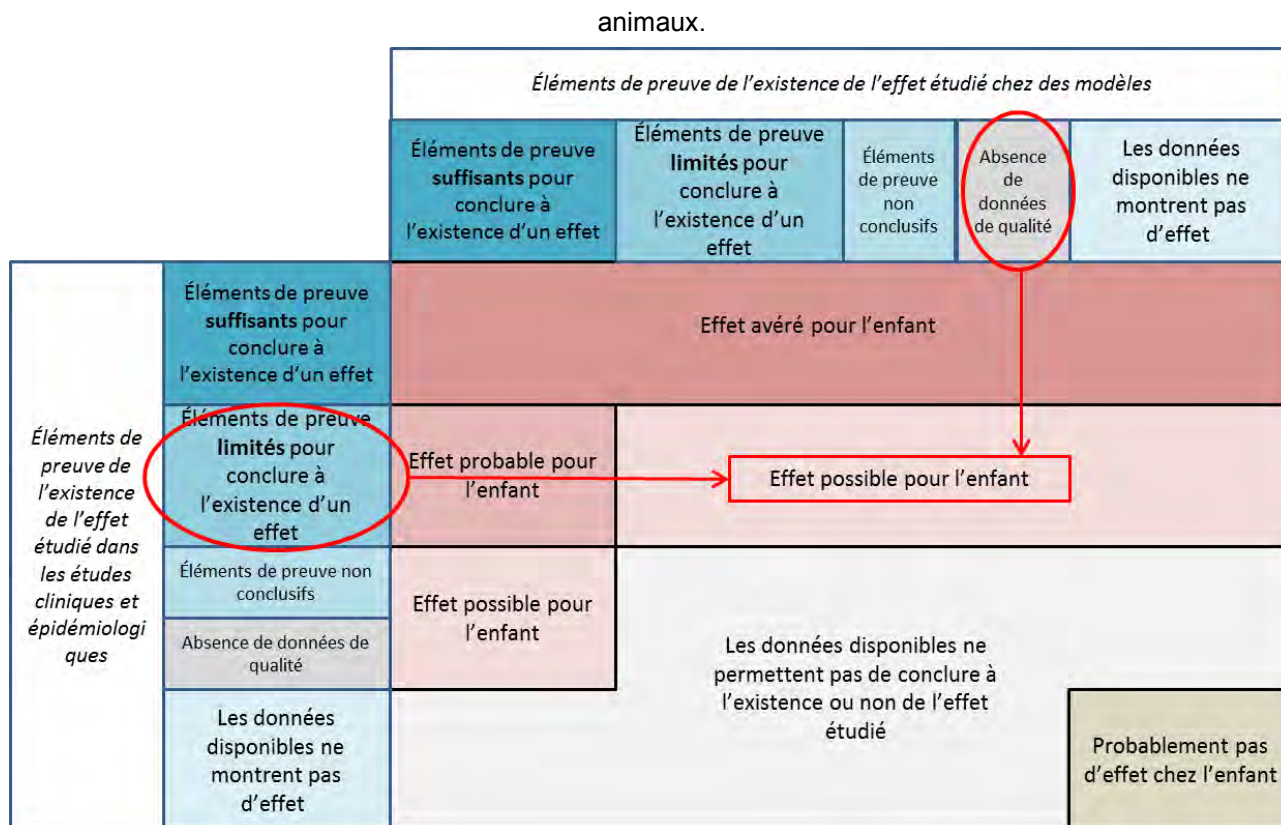 animaux.
Éléments de preuve de l'existence de l'effet étudié chez des modèles
Éléments de preuve
suffisants pour
conclure à
l'existence d'un effet
Éléments de preuve
limités pour
conclure à
l'existence d'un
effet
Éléments
de preuve
non
conclusifs
Absence
de
données
de qualité
Les données
disponibles ne
montrent pas
d'effet
Éléments de
preuve de
l'existence
de l'effet
étudié dans
les études
cliniques et
épidémiologi
ques
Éléments de preuve
suffisants pour
conclure à
l'existence d'un effet
Effet avéré pour l'enfant
Éléments de preuve
limités pour
conclure à
l'existence d'un
effet
Effet probable pour
l'enfant
Effet possible pour l'enfant
Éléments de preuve non
conclusifs
Absence de données de
qualité
Effet possible pour
l'enfant
Les données disponibles ne
permettent pas de conclure à
l'existence ou non de l'effet
étudié
Les données
disponibles ne
montrent pas
d'effet
Probablement pas
d'effet chez l'enfant